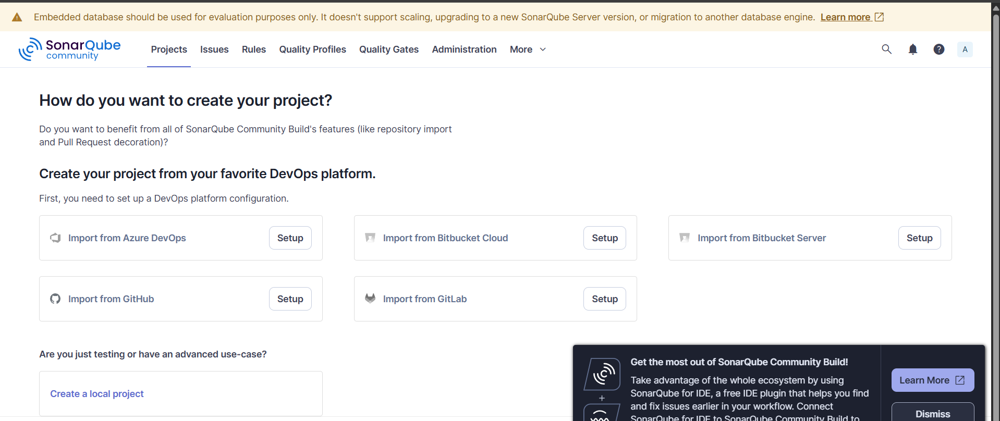 Embedded database should be used for evaluation purposes only. It doesn't support scaling, upgrading to a new SonarQube Server version, or migration to another database engine. Learn more
SonarQube
community
Projects Issues Rules Quality Profiles Quality Gates Administration More
? A
How do you want to create your project?
Do you want to benefit from all of SonarQube Community Build's features (like repository import
and Pull Request decoration)?
Create your project from your favorite DevOps platform.
First, you need to set up a DevOps platform configuration.
Import from Azure DevOps Setup
Import from Bitbucket Cloud Setup
Import from Bitbucket Server Setup
Import from GitHub Setup
Import from GitLab Setup
Are you just testing or have an advanced use-case?
Create a local project
Get the most out of SonarQube Community Build!
Take advantage of the whole ecosystem by using
SonarQube for IDE, a free IDE plugin that helps you find
and fix issues earlier in your workflow. Connect
SonarQube for IDE to SonarQube Community Build to
+
Learn More
Dismiss